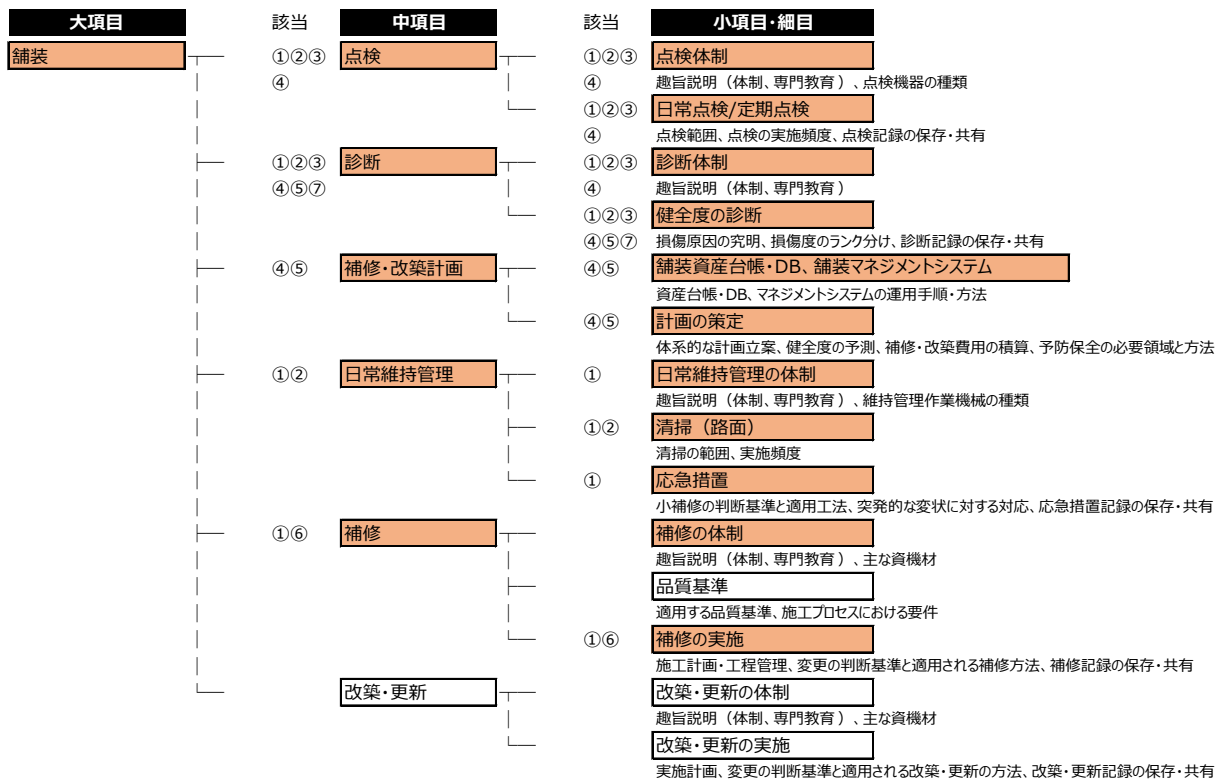 大項目 該当 中項目 該当 小項目・細目
舗装 ①②③ 点検 ①②③ 点検体制
④ ④ 趣旨説明（体制、専門教育）、点検機器の種類
①②③ 日常点検/定期点検
④ 点検範囲、点検の実施頻度、点検記録の保存・共有
①②③ 診断 ①②③ 診断体制
④⑤⑦ ④ 趣旨説明（体制、専門教育）
①②③ 健全度の診断
④⑤⑦ 損傷原因の究明、損傷度のランク分け、診断記録の保存・共有
④⑤ 補修・改築計画 ④⑤ 舗装資産台帳・DB、舗装マネジメントシステム
資産台帳・DB、マネジメントシステムの運用手順・方法
④⑤ 計画の策定
体系的な計画立案、健全度の予測、補修・改築費用の積算、予防保全の必要領域と方法
①② 日常維持管理 ① 日常維持管理の体制
趣旨説明（体制、専門教育）、維持管理作業機械の種類
①② 清掃（路面）
清掃の範囲、実施頻度
① 応急措置
小補修の判断基準と適用工法、突発的な変状に対する対応、応急措置記録の保存・共有
①⑥ 補修 補修の体制
趣旨説明（体制、専門教育）、主な資機材
品質基準
適用する品質基準、施工プロセスにおける要件
①⑥ 補修の実施
施工計画・工程管理、変更の判断基準と適用される補修方法、補修記録の保存・共有
改築・更新 改築・更新の体制
趣旨説明（体制、専門教育）、主な資機材
改築・更新の実施
実施計画、変更の判断基準と適用される改築・更新の方法、改築・更新記録の保存・共有